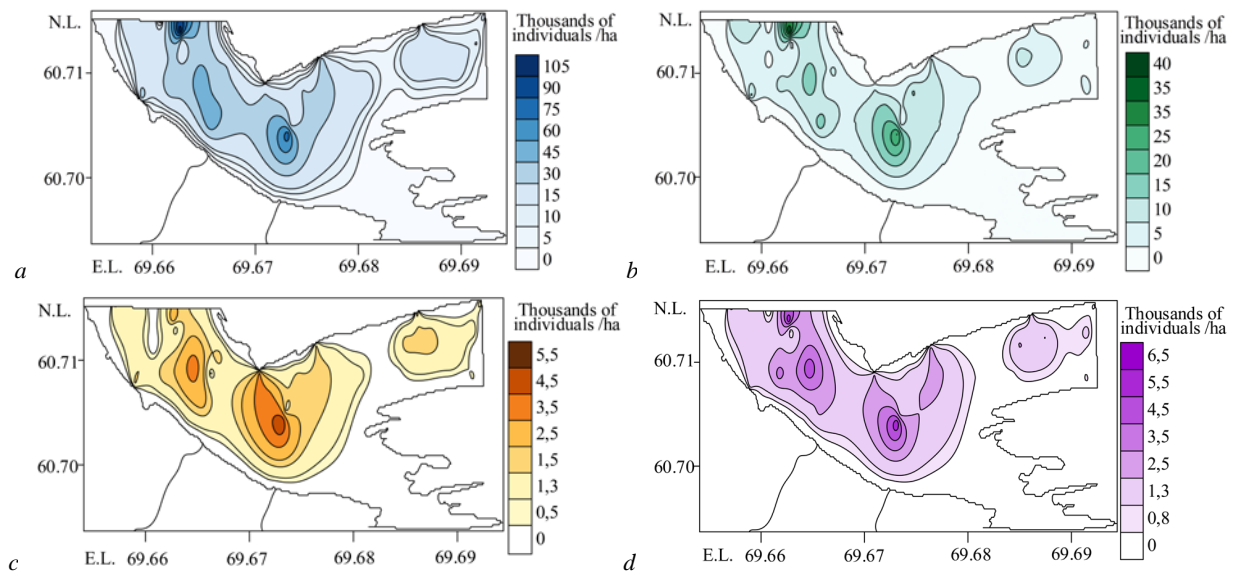 N.L.
60.71
60.70
E.L. 69.66 69.67 69.68 69.69
Thousands of
individuals /ha
105
90
75
60
45
30
15
10
5
0
a
N.L.
60.71
60.70
E.L. 69.66 69.67 69.68 69.69
Thousands of
individuals /ha
40
35
35
25
20
15
10
5
0
b
N.L.
60.71
60.70
E.L. 69.66 69.67 69.68 69.69
Thousands of
individuals /ha
5,5
4,5
3,5
2,5
1,5
1,3
0,5
0
c
N.L.
60.71
60.70
E.L. 69.66 69.67 69.68 69.69
Thousands of
individuals /ha
6,5
5,5
4,5
3,5
2,5
1,3
0,8
0
d